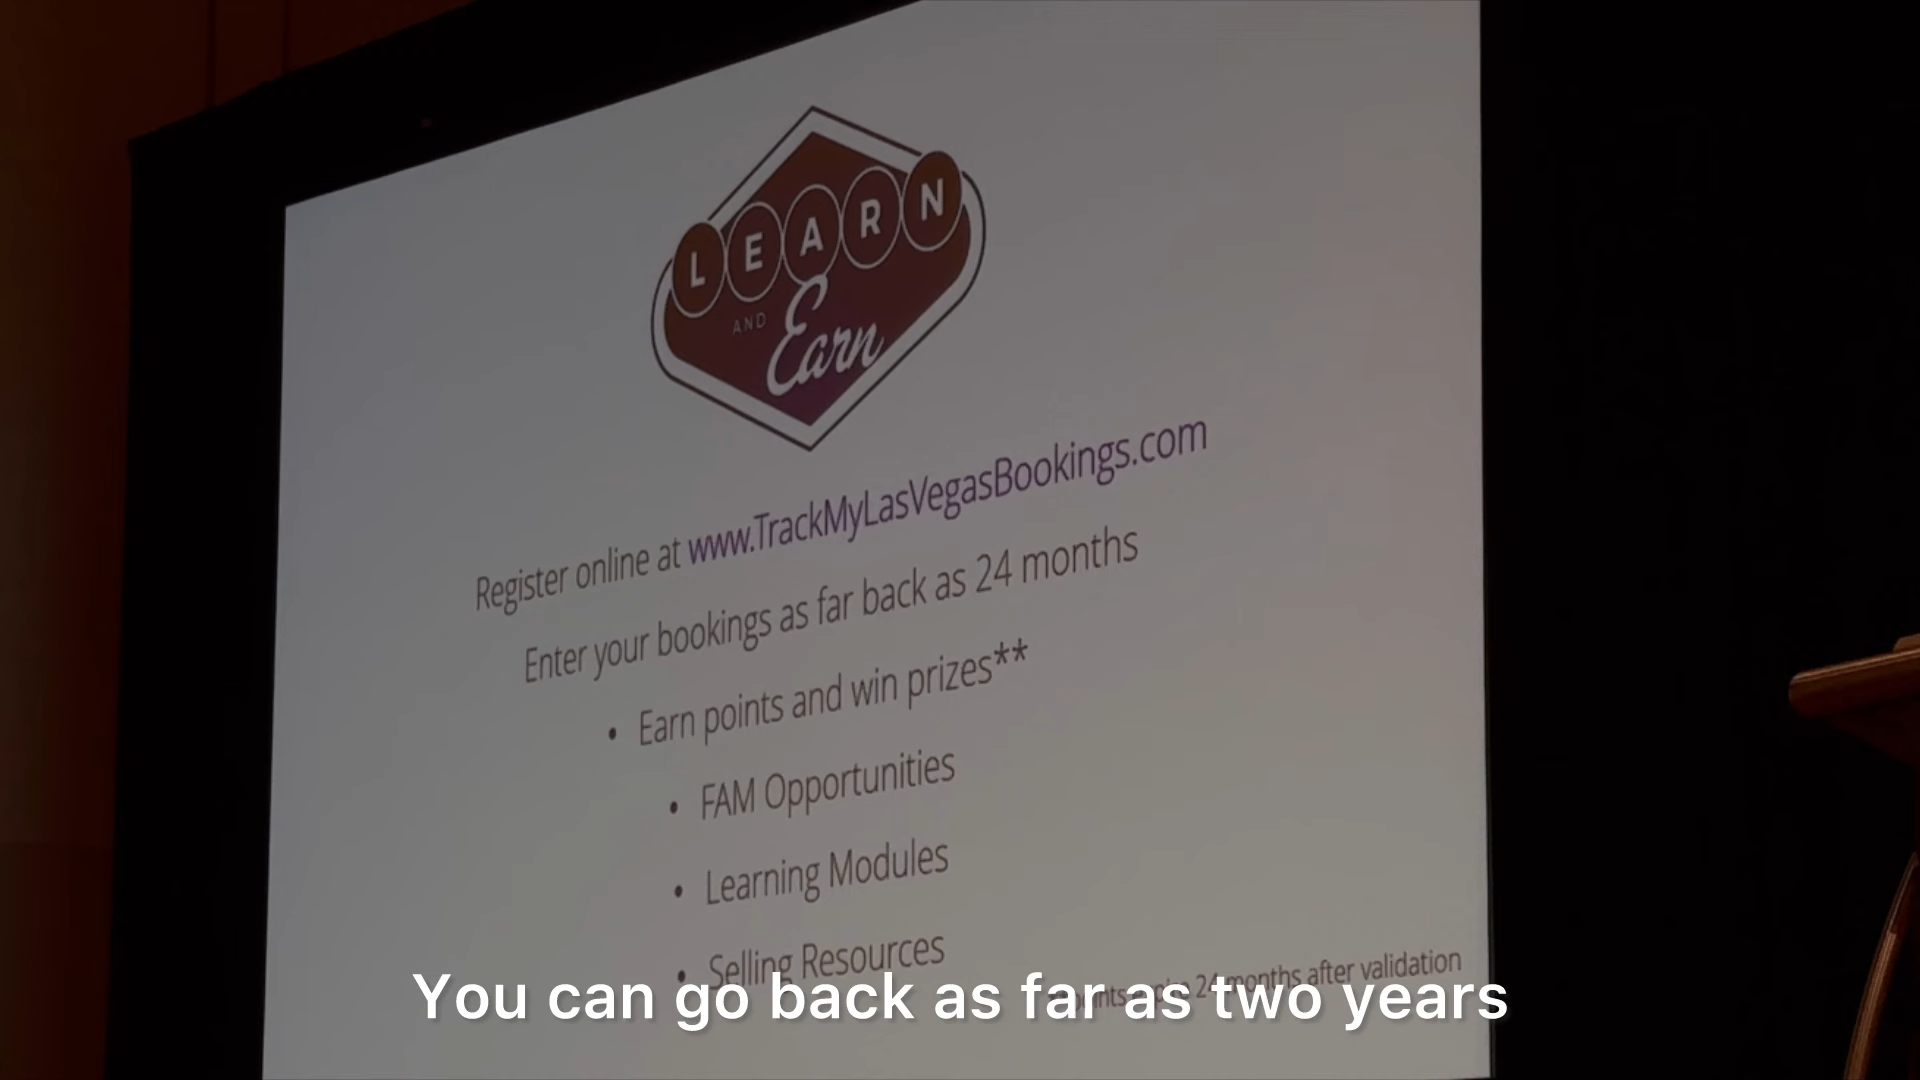 LEARN
AND
Earn
Register online at www.TrackMyLasVegasBookings.com
Enter your bookings as far back as 24 months
• Earn points and win prizes**
• FAM Opportunities
• Learning Modules
• Selling Resources
24 months after validation
You can go back as far as two years